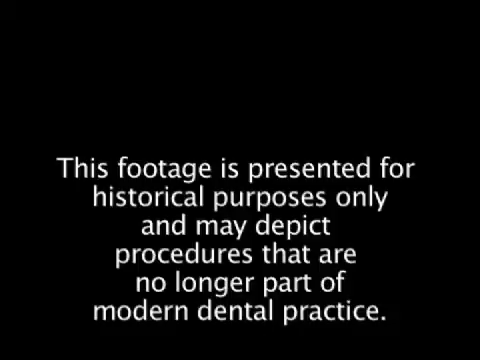 This footage is presented for
historical purposes only
and may depict
procedures that are
no longer part of
modern dental practice.